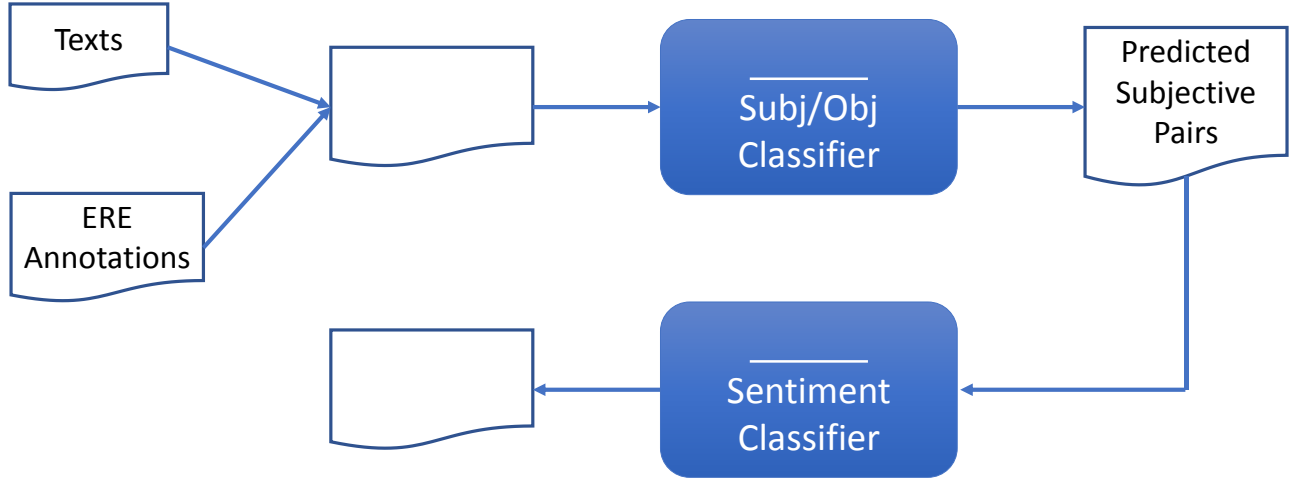 Texts
ERE
Annotations
Subj/Obj
Classifier
Predicted
Subjective
Pairs
Sentiment
Classifier